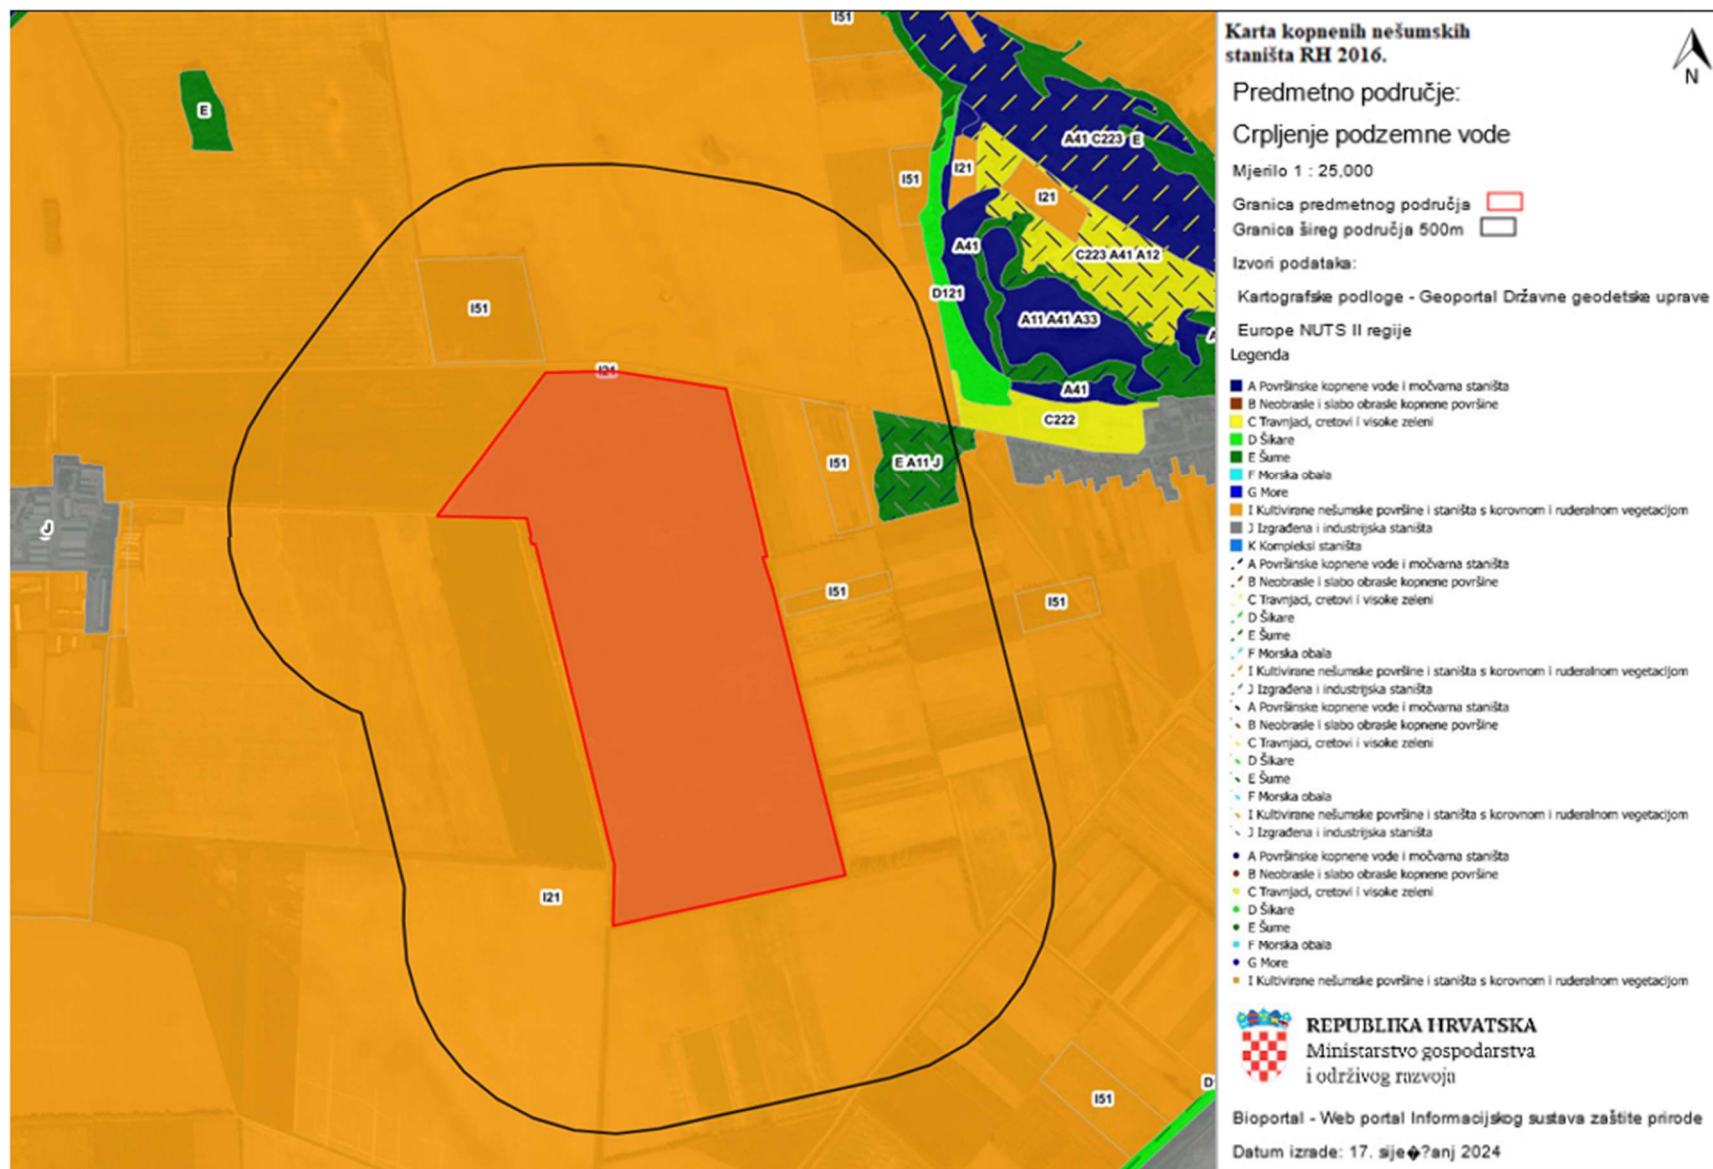 I51
E
A41 C223 E
I21
I51
I21
A41
C223 A41 A12
D121
I51
A11 A41 A33
A
I21
A41
C222
I51
E A11 J
J
I51
I51
I21
I51
D
Karta kopnenih nešumskih
staništa RH 2016.
N
Predmetno područje:
Crpljenje podzemne vode
Mjerilo 1 : 25,000
Granica predmetnog područja
Granica šireg područja 500m
Izvori podataka:
Kartografske podloge - Geoportal Državne geodetske uprave
Europe NUTS II regije
Legenda
A Površinske kopnene vode i močvarna staništa
B Neobrasle i slabo obrasle kopnene površine
C Travnjaci, cretovi i visoke zeleni
D Šikare
E Šume
F Morska obala
G More
I Kultivirane nešumske površine i staništa s korovnom i ruderalnom vegetacijom
J Izgrađena i industrijska staništa
K Kompleksi staništa
A Površinske kopnene vode i močvarna staništa
B Neobrasle i slabo obrasle kopnene površine
C Travnjaci, cretovi i visoke zeleni
D Šikare
E Šume
F Morska obala
I Kultivirane nešumske površine i staništa s korovnom i ruderalnom vegetacijom
J Izgrađena i industrijska staništa
A Površinske kopnene vode i močvarna staništa
B Neobrasle i slabo obrasle kopnene površine
C Travnjaci, cretovi i visoke zeleni
D Šikare
E Šume
F Morska obala
I Kultivirane nešumske površine i staništa s korovnom i ruderalnom vegetacijom
J Izgrađena i industrijska staništa
A Površinske kopnene vode i močvarna staništa
B Neobrasle i slabo obrasle kopnene površine
C Travnjaci, cretovi i visoke zeleni
D Šikare
E Šume
F Morska obala
G More
I Kultivirane nešumske površine i staništa s korovnom i ruderalnom vegetacijom
REPUBLIKA HRVATSKA
Ministarstvo gospodarstva
i održivog razvoja
Bioportal - Web portal Informacijskog sustava zaštite prirode
Datum izrade: 17. sije�?anj 2024